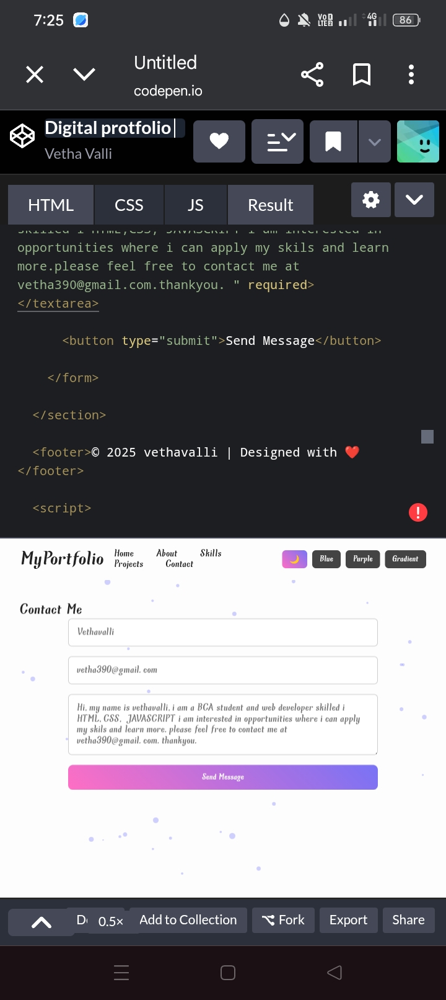 7:25
VoD
LTE2
4G
86
Untitled
codepen.io
Digital protfolio
Vetha Valli
HTML
CSS
JS
Result
skilled i HTML,CSS, JAVASCRIPT i am interested in
opportunities where i can apply my skils and learn
more.please feel free to contact me at
vetha390@gmail.com.thankyou. " required>
</textarea>
<button type="submit">Send Message</button>
</form>
</section>
<footer>© 2025 vethavalli | Designed with ❤️
</footer>
<script>
MyPortfolio
Home About Skills
Projects Contact
🌙 Blue Purple Gradient
Contact Me
Vethavalli
vetha390@gmail. com
Hi, my name is vethavalli, i am a BCA student and web developer skilled i
HTML, CSS, JAVASCRIPT i am interested in opportunities where i can apply
my skils and learn more. please feel free to contact me at
vetha390@gmail. com. thankyou.
Send Message
0.5×
Add to Collection
Fork
Export
Share